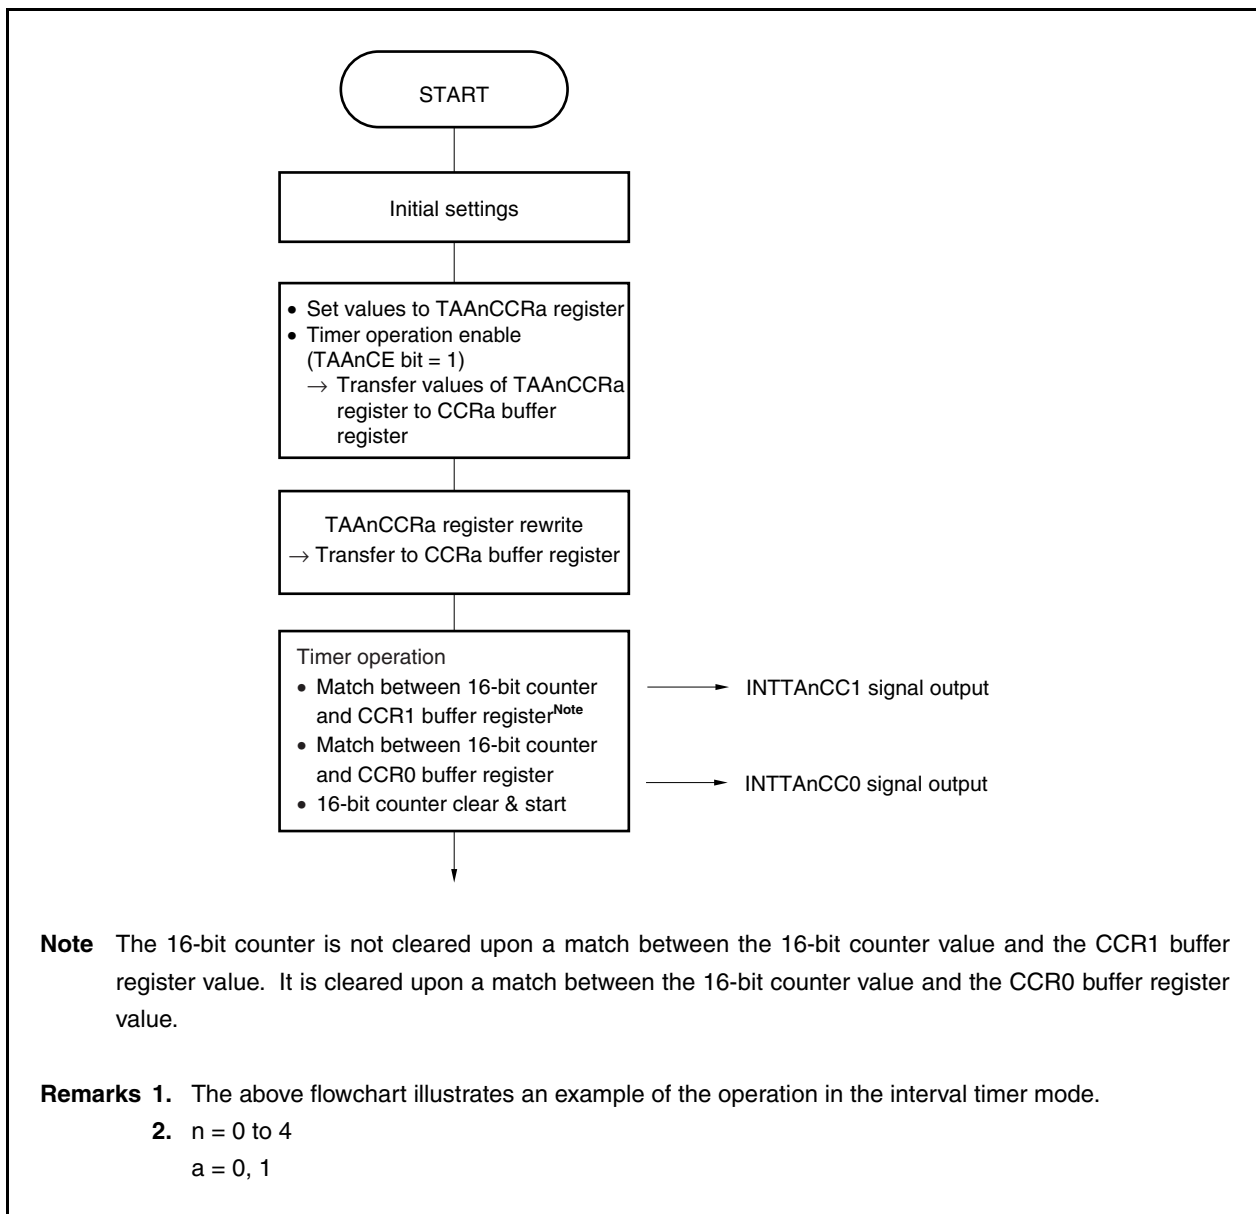 START
Initial settings
• Set values to TAAnCCRa register
• Timer operation enable
(TAAnCE bit = 1)
→ Transfer values of TAAnCCRa
register to CCRa buffer
register
TAAnCCRa register rewrite
→ Transfer to CCRa buffer register
Timer operation
• Match between 16-bit counter
and CCR1 buffer registerNote
• Match between 16-bit counter
and CCR0 buffer register
• 16-bit counter clear & start
INTTAnCC1 signal output
INTTAnCC0 signal output
Note The 16-bit counter is not cleared upon a match between the 16-bit counter value and the CCR1 buffer
register value. It is cleared upon a match between the 16-bit counter value and the CCR0 buffer register
value.
Remarks 1. The above flowchart illustrates an example of the operation in the interval timer mode.
2. n = 0 to 4
a = 0, 1